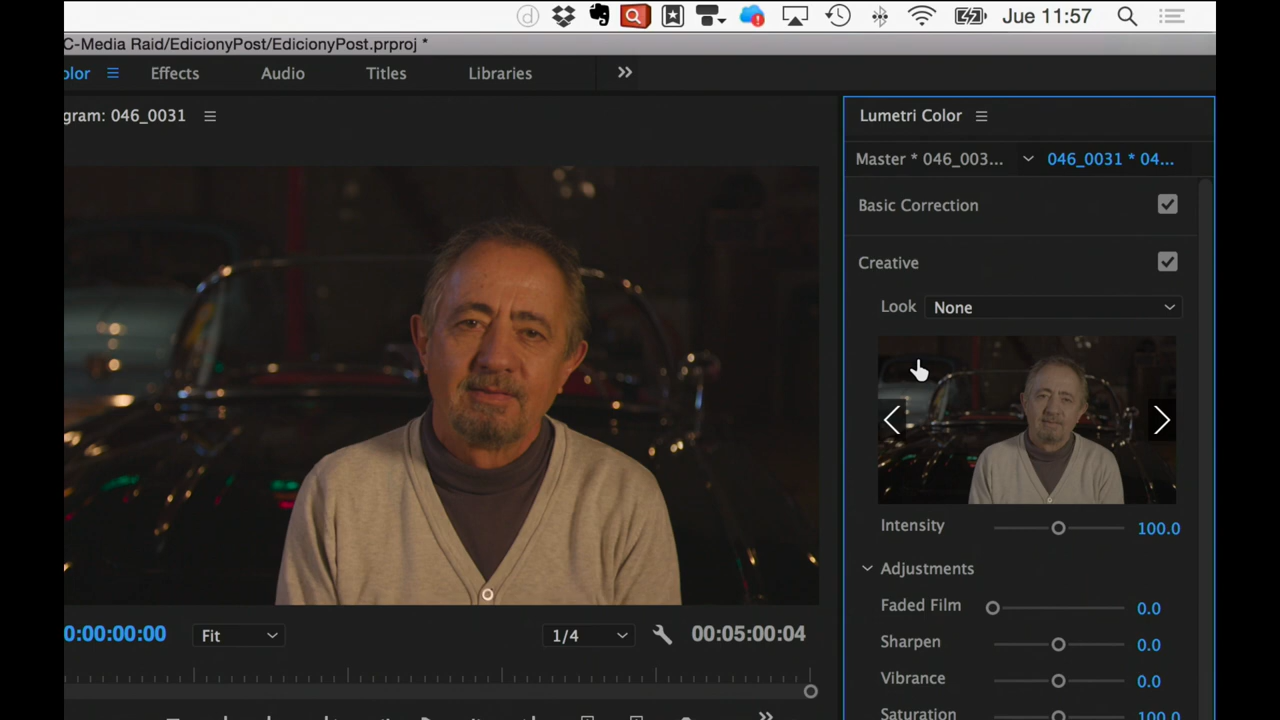 Jue 11:57
C-Media Raid/EdicionyPost/EdicionyPost.prproj *
olor Effects Audio Titles Libraries
gram: 046_0031
Lumetri Color
Master * 046_003... 046_0031 * 04...
Basic Correction
Creative
Look None
Intensity 100.0
Adjustments
Faded Film 0.0
Sharpen 0.0
Vibrance 0.0
Saturation 100.0
0:00:00:00 Fit 1/4 00:05:00:04